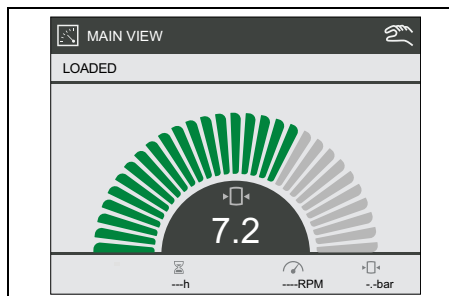 MAIN VIEW
LOADED
7.2
---h
----RPM
-.-bar